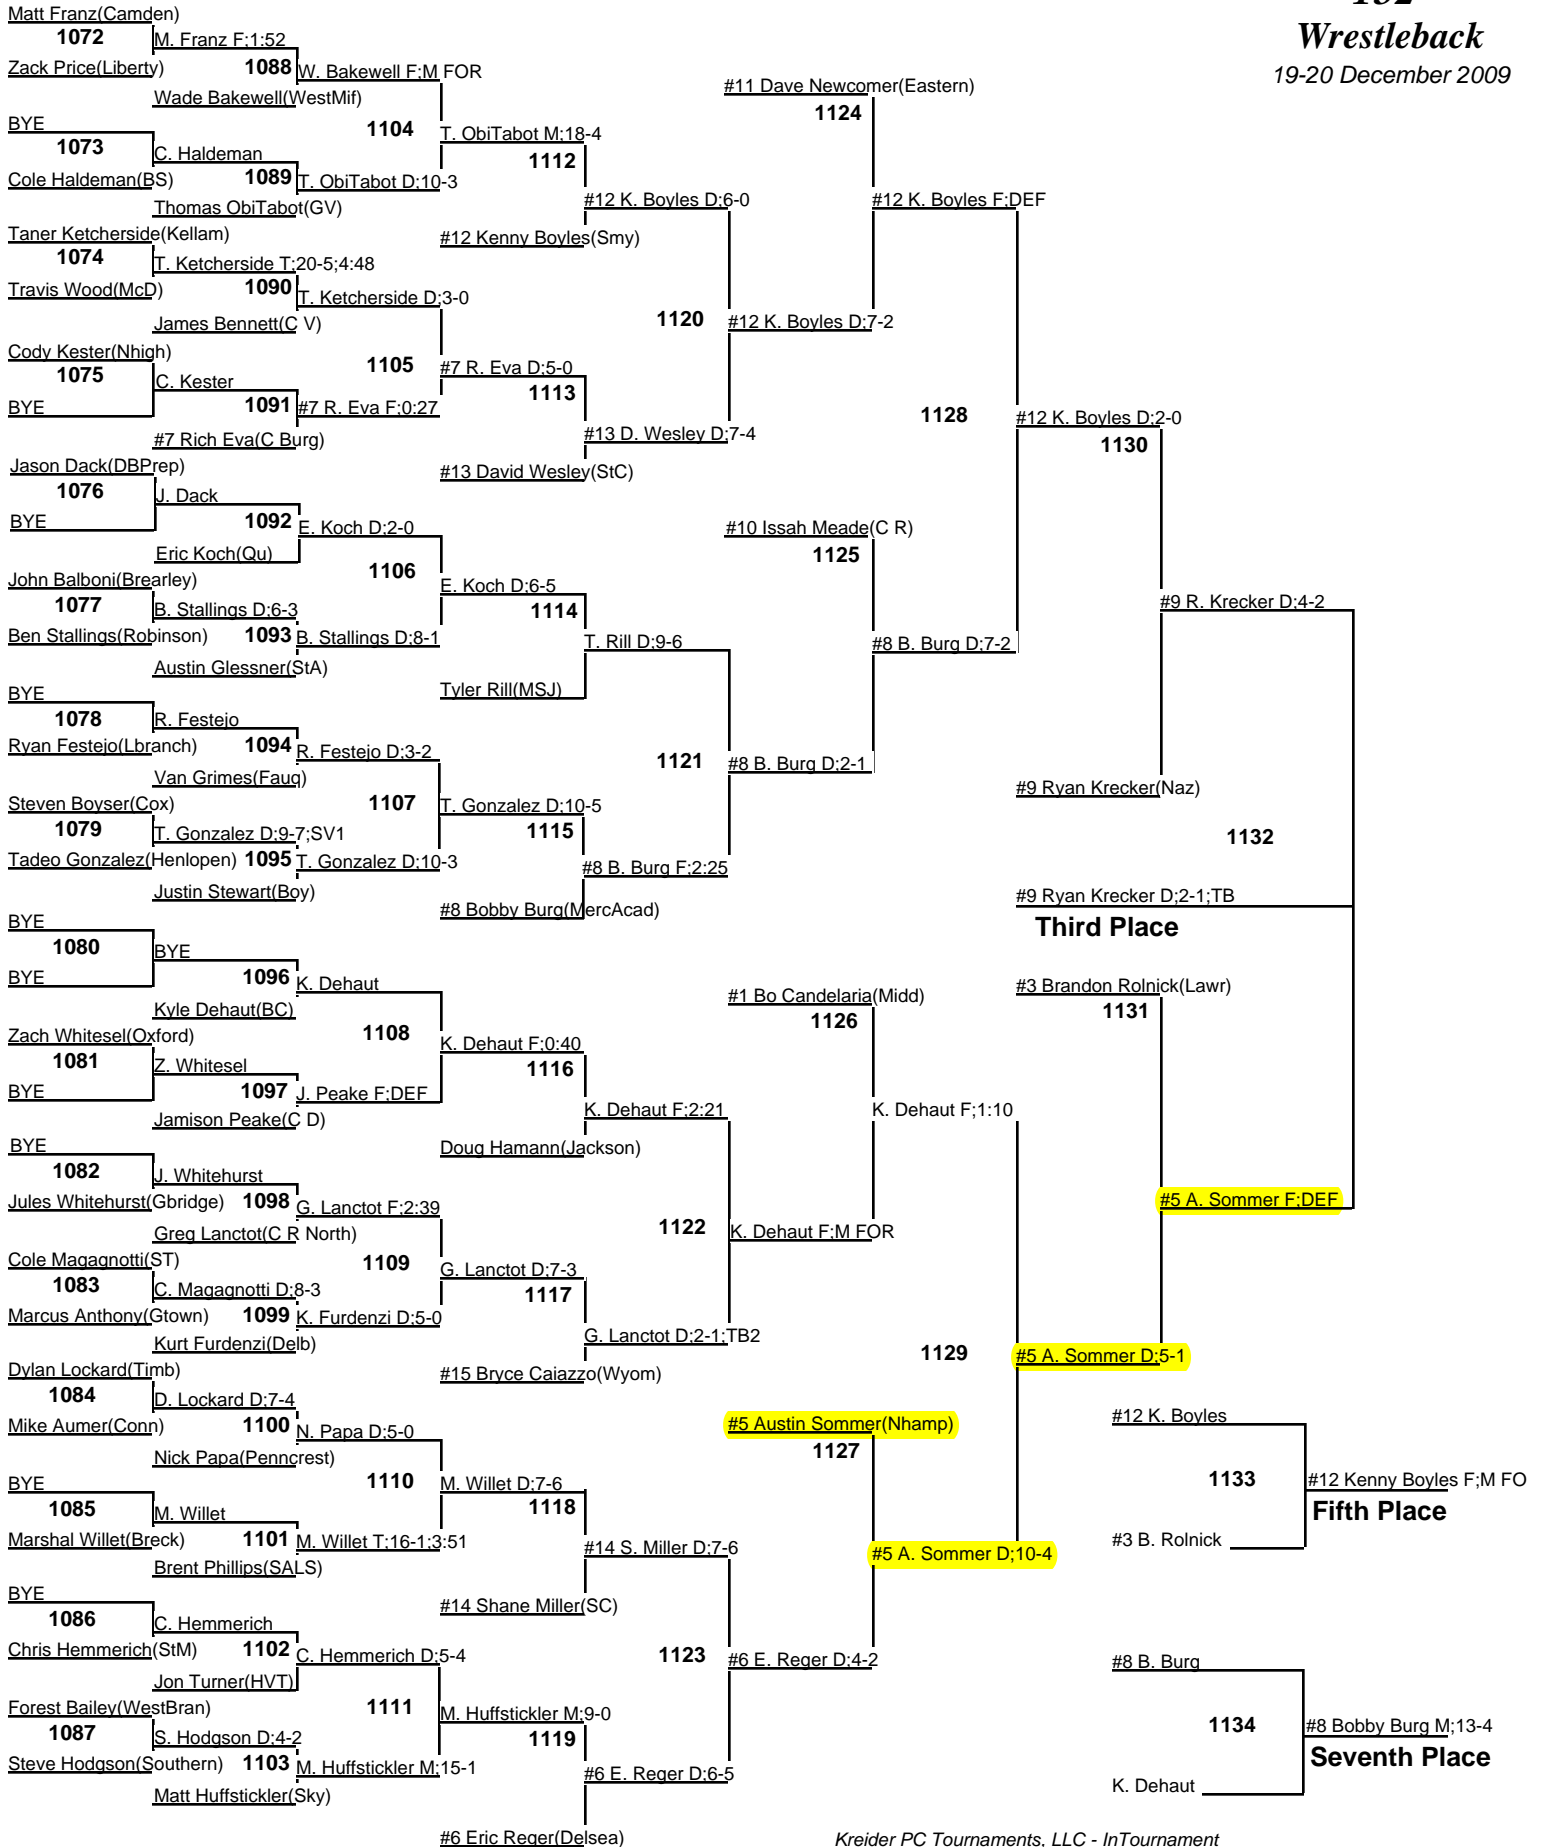 Wrestleback
19-20 December 2009
Matt Franz(Camden)
1072
M. Franz F;1:52
Zack Price(Liberty)
1088
W. Bakewell F;M FOR
Wade Bakewell(WestMif)
#11 Dave Newcomer(Eastern)
1124
BYE
1104
T. ObiTabot M;18-4
1073
C. Haldeman
1112
Cole Haldeman(BS)
1089
T. ObiTabot D;10-3
#12 K. Boyles D;6-0
#12 K. Boyles F;DEF
Thomas ObiTabot(GV)
Taner Ketcherside(Kellam)
#12 Kenny Boyles(Smy)
1074
T. Ketcherside T;20-5;4:48
Travis Wood(McD)
1090
T. Ketcherside D;3-0
James Bennett(C V)
1120
#12 K. Boyles D;7-2
Cody Kester(Nhigh)
1075
1105
#7 R. Eva D;5-0
C. Kester
1113
BYE
1091
#7 R. Eva F;0:27
1128
#12 K. Boyles D;2-0
#7 Rich Eva(C Burg)
#13 D. Wesley D;7-4
1130
Jason Dack(DBPrep)
#13 David Wesley(StC)
1076
J. Dack
BYE
1092
E. Koch D;2-0
#10 Issah Meade(C R)
Eric Koch(Qu)
1125
John Balboni(Brearley)
1106
E. Koch D;6-5
1077
B. Stallings D;6-3
1114
#9 R. Krecker D;4-2
Ben Stallings(Robinson)
1093
B. Stallings D;8-1
T. Rill D;9-6
#8 B. Burg D;7-2
Austin Glessner(StA)
Tyler Rill(MSJ)
BYE
1078
R. Festejo
Ryan Festejo(Lbranch)
1094
R. Festejo D;3-2
1121
#8 B. Burg D;2-1
Van Grimes(Fauq)
#9 Ryan Krecker(Naz)
Steven Boyser(Cox)
1107
T. Gonzalez D;10-5
1079
T. Gonzalez D;9-7;SV1
1115
1132
Tadeo Gonzalez(Henlopen)
1095
T. Gonzalez D;10-3
#8 B. Burg F;2:25
Justin Stewart(Boy)
#9 Ryan Krecker D;2-1;TB
#8 Bobby Burg(MercAcad)
Third Place
BYE
1080
BYE
BYE
1096
K. Dehaut
#3 Brandon Rolnick(Lawr)
Kyle Dehaut(BC)
#1 Bo Candelaria(Midd)
1131
1126
Zach Whitesel(Oxford)
1108
K. Dehaut F;0:40
1081
Z. Whitesel
1116
BYE
1097
J. Peake F;DEF
K. Dehaut F;2:21
K. Dehaut F;1:10
Jamison Peake(C D)
Doug Hamann(Jackson)
BYE
1082
J. Whitehurst
Jules Whitehurst(Gbridge)
1098
G. Lanctot F;2:39
#5 A. Sommer F;DEF
Greg Lanctot(C R North)
1122
K. Dehaut F;M FOR
Cole Magagnotti(ST)
1109
G. Lanctot D;7-3
1083
C. Magagnotti D;8-3
1117
Marcus Anthony(Gtown)
1099
K. Furdenzi D;5-0
G. Lanctot D;2-1;TB2
Kurt Furdenzi(Delb)
1129
#5 A. Sommer D;5-1
Dylan Lockard(Timb)
#15 Bryce Caiazzo(Wyom)
1084
D. Lockard D;7-4
Mike Aumer(Conn)
1100
N. Papa D;5-0
#5 Austin Sommer(Nhamp)
#12 K. Boyles
Nick Papa(Penncrest)
1127
BYE
1110
M. Willet D;7-6
1133
#12 Kenny Boyles F;M FO
1085
M. Willet
1118
Fifth Place
Marshal Willet(Breck)
1101
M. Willet T;16-1;3:51
#14 S. Miller D;7-6
#5 A. Sommer D;10-4
#3 B. Rolnick
Brent Phillips(SALS)
BYE
#14 Shane Miller(SC)
1086
C. Hemmerich
Chris Hemmerich(StM)
1102
C. Hemmerich D;5-4
1123
#6 E. Reger D;4-2
#8 B. Burg
Jon Turner(HVT)
Forest Bailey(WestBran)
1111
M. Huffstickler M;9-0
1087
S. Hodgson D;4-2
1119
1134
#8 Bobby Burg M;13-4
Steve Hodgson(Southern)
1103
M. Huffstickler M;15-1
#6 E. Reger D;6-5
Seventh Place
Matt Huffstickler(Sky)
K. Dehaut
#6 Eric Reger(Delsea)
Kreider PC Tournaments, LLC - InTournament